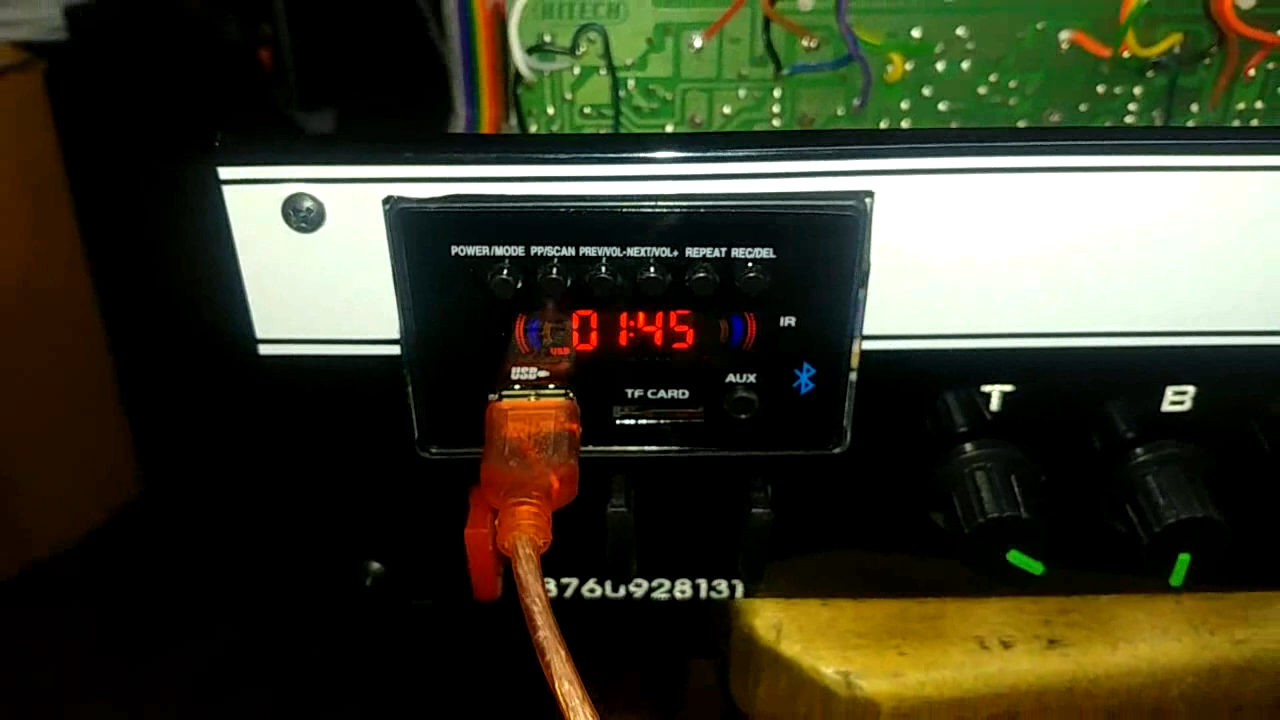 HITECH
POWER/MODE PP/SCAN PREV/VOL- NEXT/VOL+ REPEAT REC/DEL
01:45
IR
USB
USB
AUX
TF CARD
T B